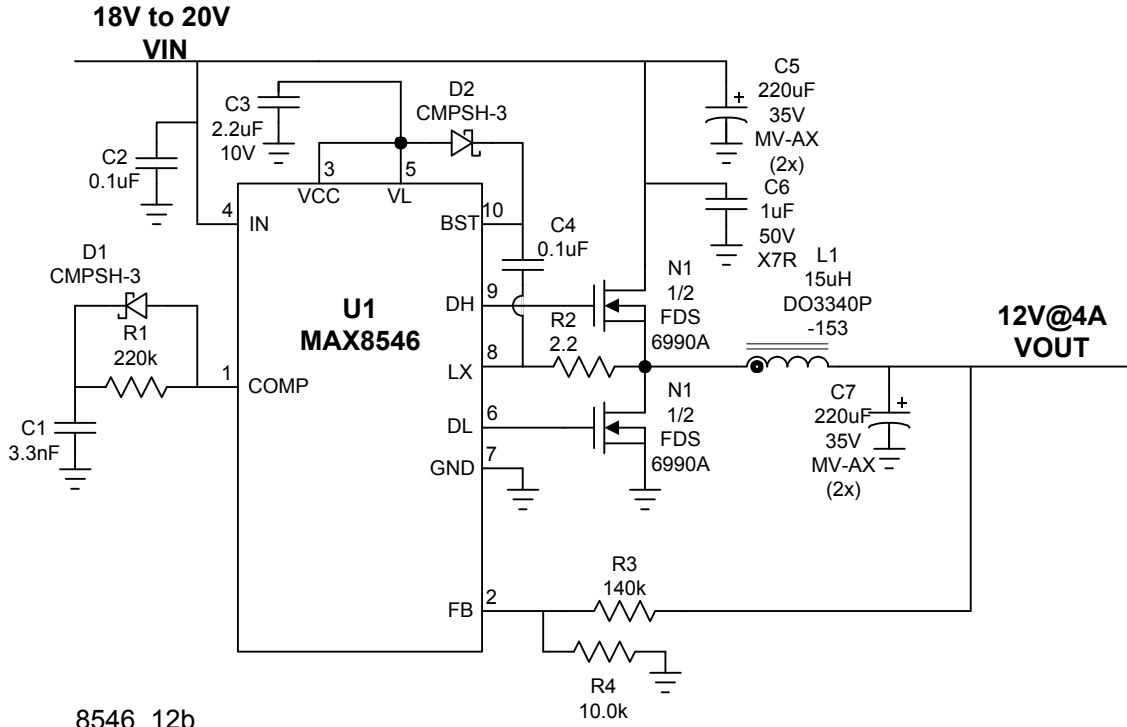 18V to 20V
VIN
C3
2.2uF
10V
D2
CMPSH-3
C5
220uF
35V
MV-AX
(2x)
C2
0.1uF
3
5
VCC
VL
C6
1uF
50V
X7R
4
IN
10
BST
C4
0.1uF
D1
CMPSH-3
R1
220k
U1
MAX8546
9
DH
N1
1/2
FDS
6990A
L1
15uH
DO3340P
-153
12V@4A
VOUT
R2
2.2
8
LX
1
COMP
C1
3.3nF
6
DL
N1
1/2
FDS
6990A
C7
220uF
35V
MV-AX
(2x)
7
GND
2
FB
R3
140k
R4
10.0k
8546_12b